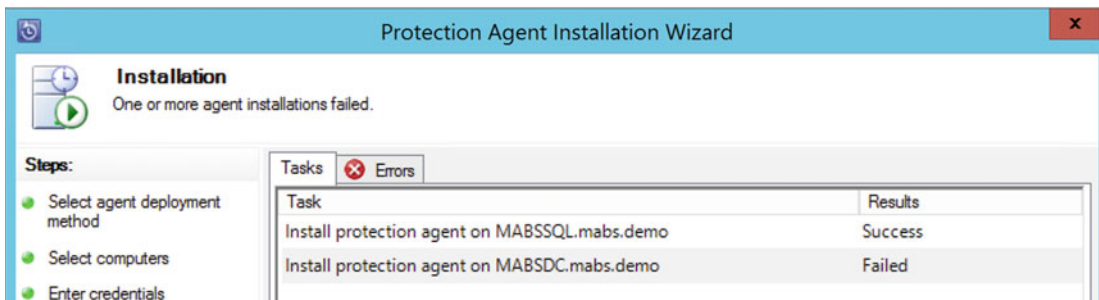 Protection Agent Installation Wizard
x
Installation
One or more agent installations failed.
Steps:
Select agent deployment
method
Select computers
Enter credentials
Tasks
Errors
Task Results
Install protection agent on MABSSQL.mabs.demo Success
Install protection agent on MABSDC.mabs.demo Failed